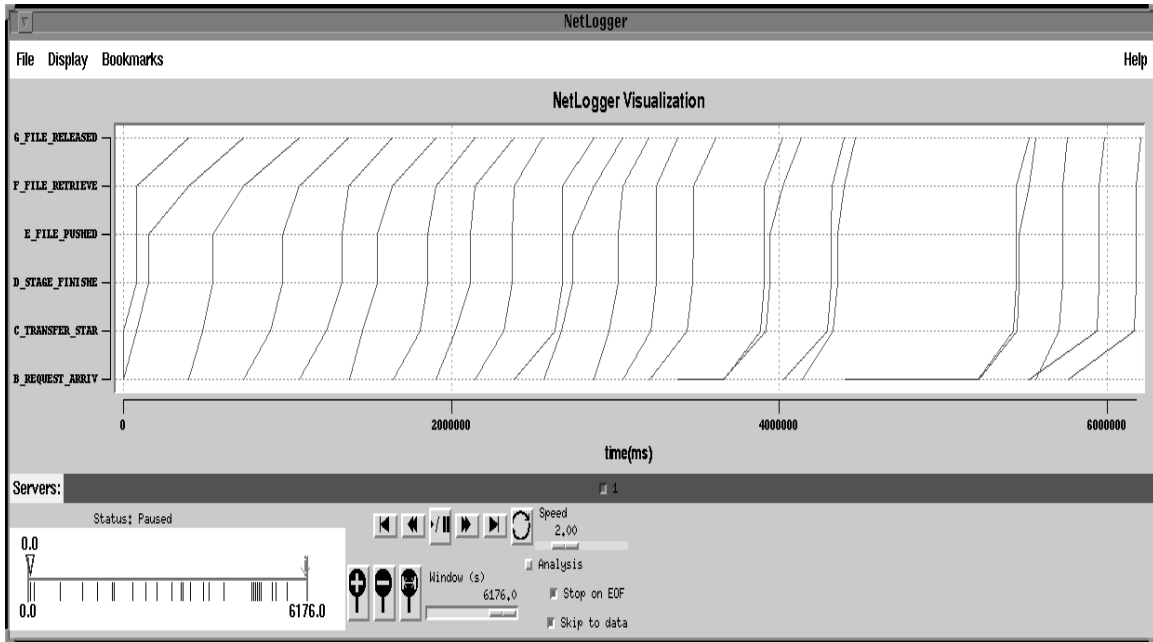 NetLogger
File Display Bookmarks Help
NetLogger Visualization
G_FILE_RELEASED
F_FILE_RETRIEVE
E_FILE_PUSHED
D_STAGE_FINISHE
C_TRANSFER_STAR
B_REQUEST_ARRIV
0 2000000 4000000 6000000
time(ms)
Servers: 1
Status: Paused
0.0
0.0 6176.0
Speed
2.00
Analysis
Window (s)
6176.0
Stop on EOF
Skip to data